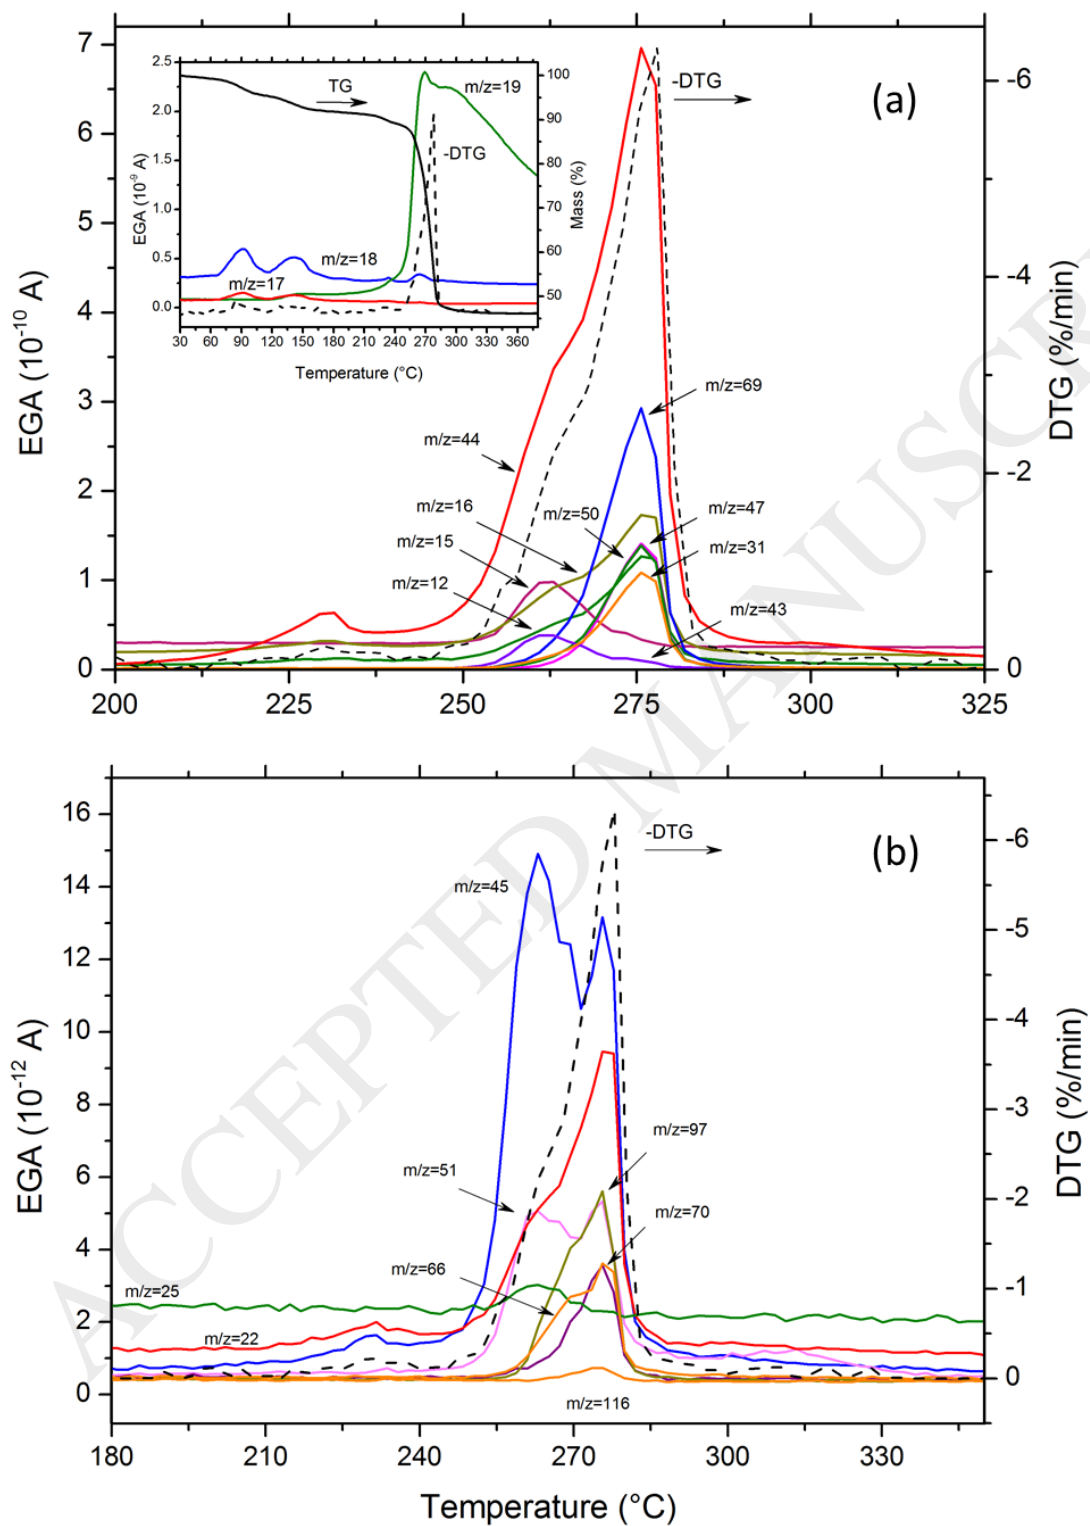 (a)
-DTG
7
6
5
4
3
2
1
0
EGA (10⁻¹⁰ A)
200 225 250 275 300 325
-6
-4
-2
0
DTG (%/min)
2.5
2.0
1.5
1.0
0.5
0.0
EGA (10⁻⁹ A)
TG
m/z=19
-DTG
m/z=18
m/z=17
100
90
80
70
60
50
Mass (%)
30 60 90 120 150 180 210 240 270 300 330 360
Temperature (°C)
m/z=69
m/z=44
m/z=16
m/z=50
m/z=47
m/z=15
m/z=31
m/z=12
m/z=43
(b)
-DTG
16
14
12
10
8
6
4
2
0
EGA (10⁻¹² A)
-6
-5
-4
-3
-2
-1
0
DTG (%/min)
m/z=45
m/z=97
m/z=51
m/z=70
m/z=66
m/z=25
m/z=22
m/z=116
180 210 240 270 300 330
Temperature (°C)
ACCEPTED MANUSCR